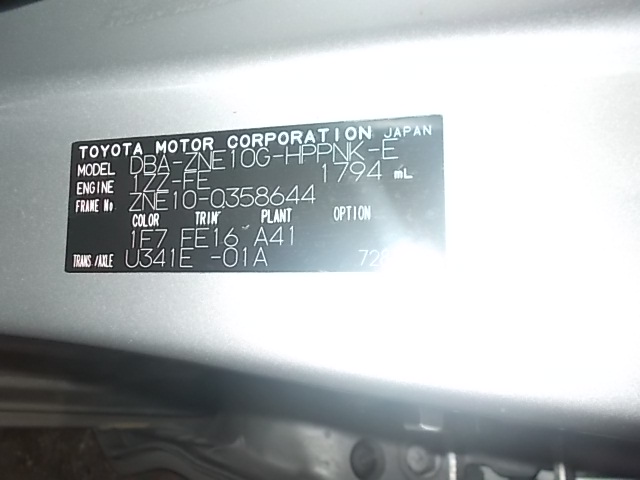 TOYOTA MOTOR CORPORATION JAPAN
MODEL DBA-ZNE10G-HPPNK-E
ENGINE 1ZZ-FE 1794 mL
FRAME No. ZNE10-0358644
COLOR TRIM PLANT OPTION
1F7 FE16 A41
TRANS/AXLE U341E -01A